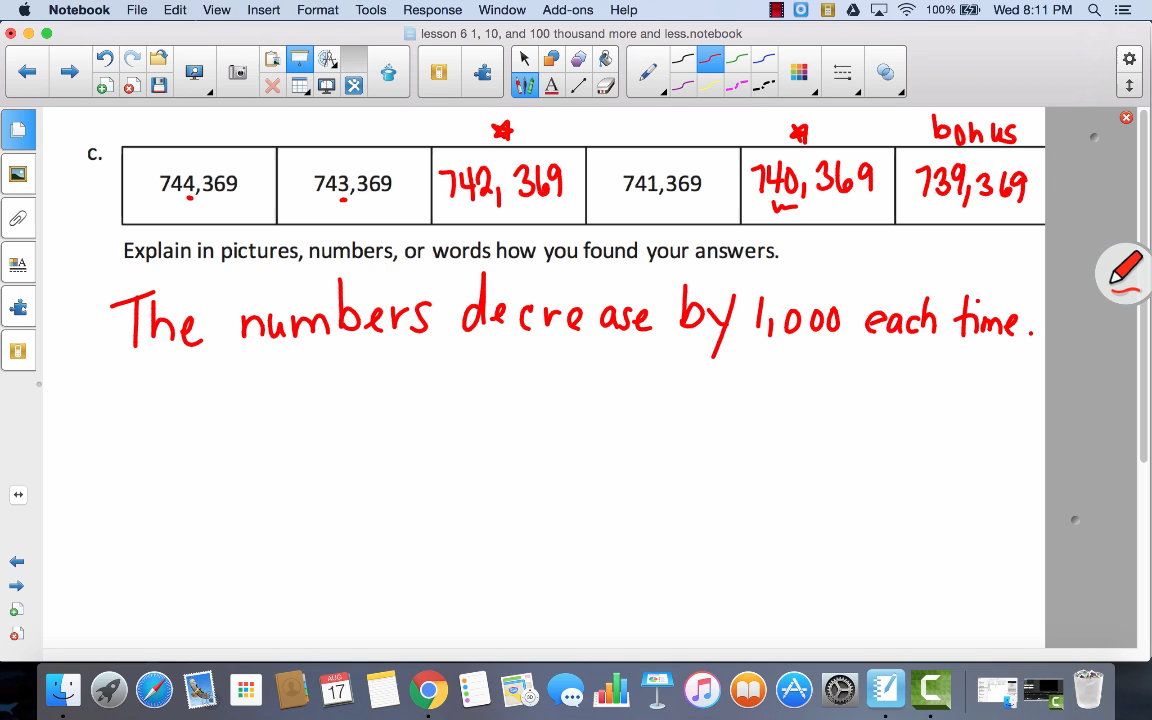 Notebook File Edit View Insert Format Tools Response Window Add-ons Help 100% Wed 8:11 PM
lesson 6 1, 10, and 100 thousand more and less.notebook
* * bonus
c. 744,369 743,369 742,369 741,369 740,369 739,369
Explain in pictures, numbers, or words how you found your answers.
The numbers decrease by 1,000 each time.
AUG
17